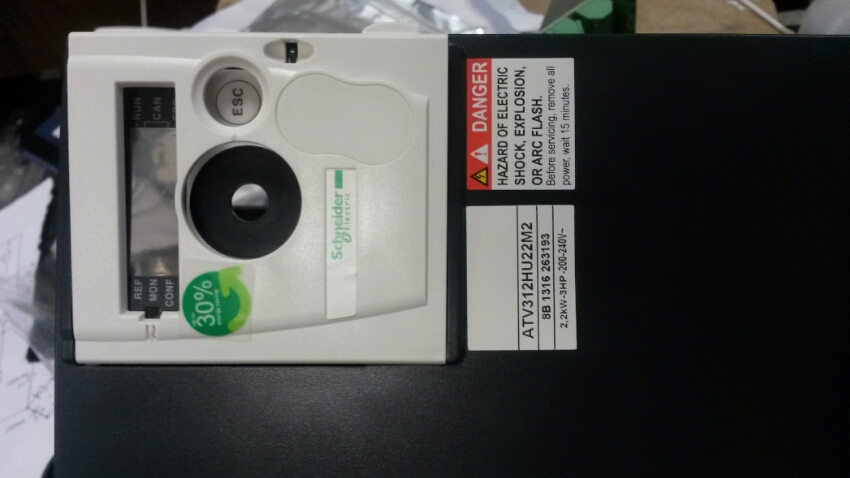 REF
MON
CONF
RUN
CAN
ESC
30%
Schneider
Electric
DANGER
HAZARD OF ELECTRIC
SHOCK, EXPLOSION,
OR ARC FLASH.
Before servicing, remove all
power, wait 15 minutes.
ATV312HU22M2
8B 1316 263193
2,2kW-3HP -200-240V~